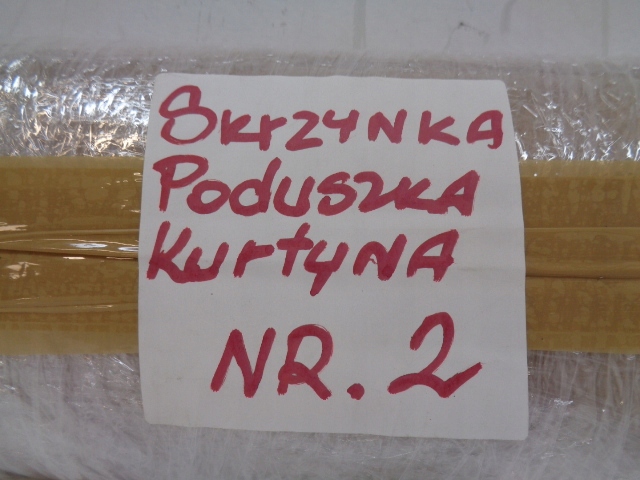 SKrZYNKA
PODUSZKA
KurtyNA
NR. 2